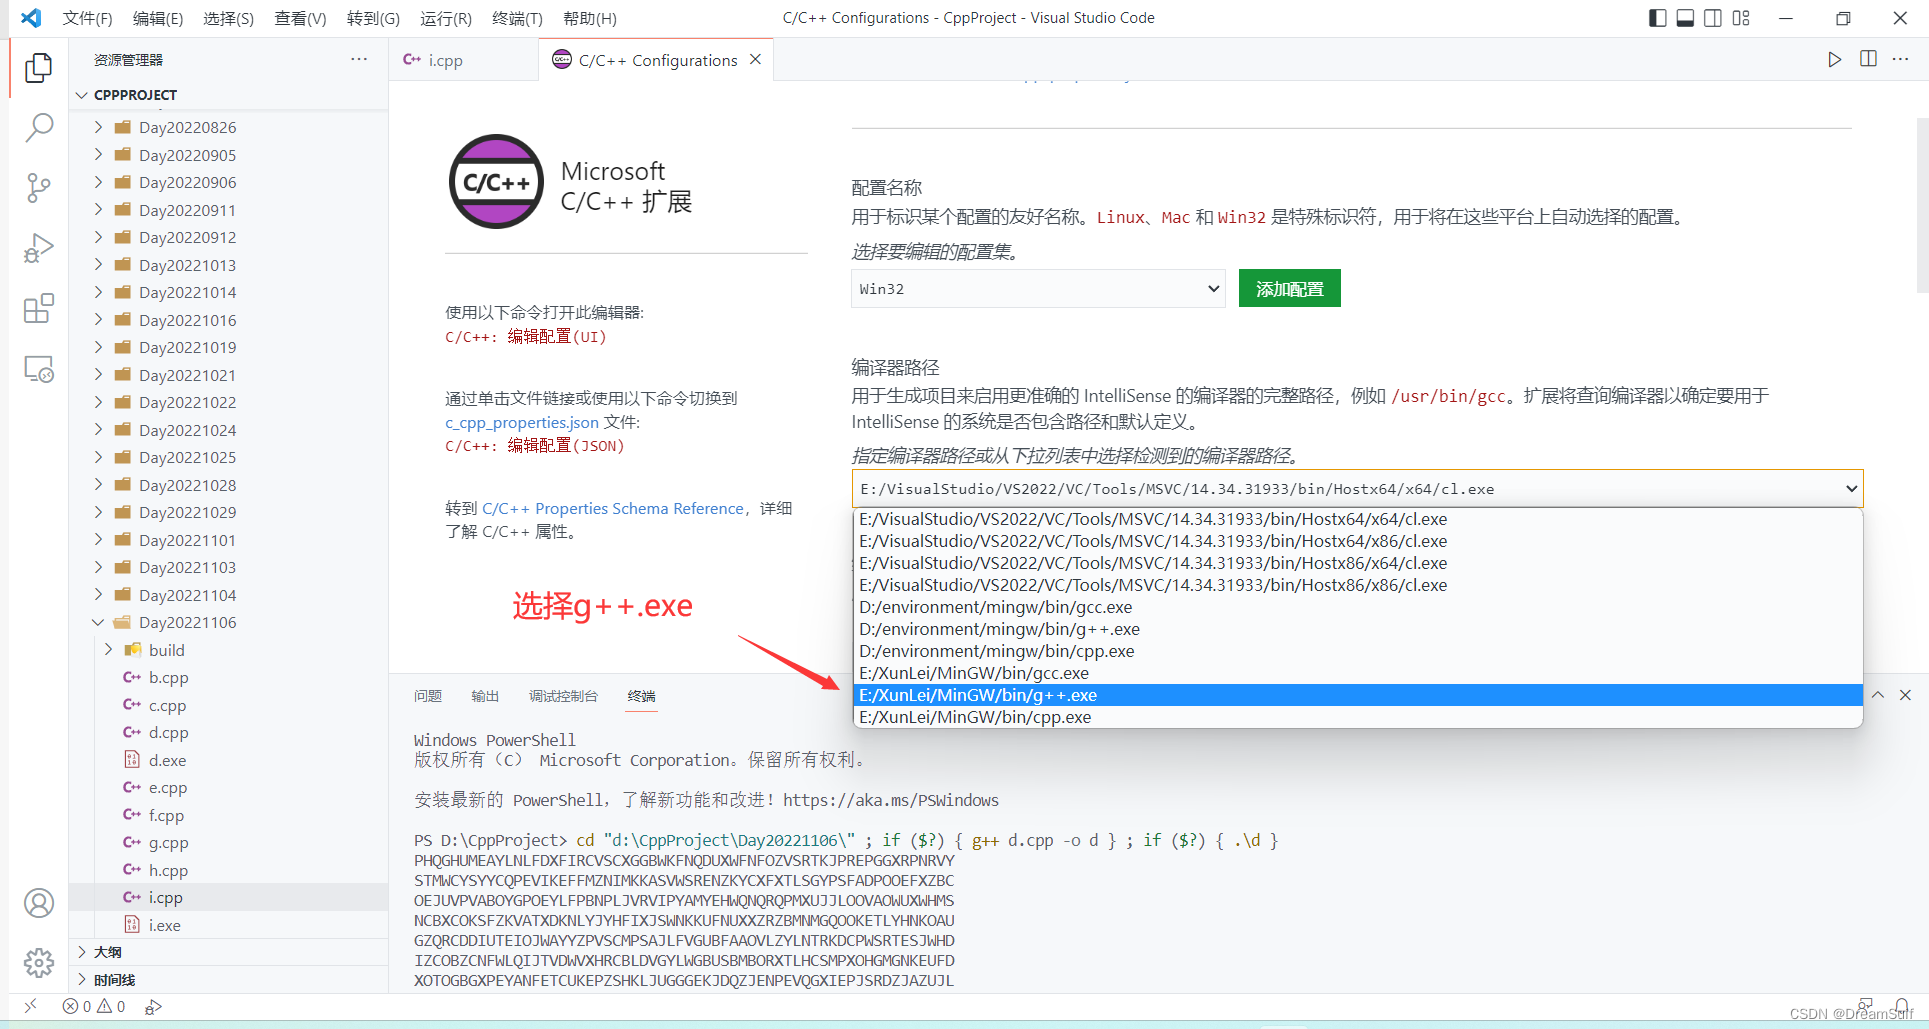 文件(F) 编辑(E) 选择(S) 查看(V) 转到(G) 运行(R) 终端(T) 帮助(H)
C/C++ Configurations - CppProject - Visual Studio Code
资源管理器
CPPPROJECT
Day20220826
Day20220905
Day20220906
Day20220911
Day20220912
Day20221013
Day20221014
Day20221016
Day20221019
Day20221021
Day20221022
Day20221024
Day20221025
Day20221028
Day20221029
Day20221101
Day20221103
Day20221104
Day20221106
build
b.cpp
c.cpp
d.cpp
d.exe
e.cpp
f.cpp
g.cpp
h.cpp
i.cpp
i.exe
大纲
时间线
i.cpp
C/C++ Configurations
C/C++
Microsoft
C/C++ 扩展
使用以下命令打开此编辑器:
C/C++: 编辑配置(UI)
通过单击文件链接或使用以下命令切换到
c_cpp_properties.json 文件:
C/C++: 编辑配置(JSON)
转到 C/C++ Properties Schema Reference，详细
了解 C/C++ 属性。
选择g++.exe
配置名称
用于标识某个配置的友好名称。Linux、Mac 和 Win32 是特殊标识符，用于将在这些平台上自动选择的配置。
选择要编辑的配置集。
Win32
添加配置
编译器路径
用于生成项目来启用更准确的 IntelliSense 的编译器的完整路径，例如 /usr/bin/gcc。扩展将查询编译器以确定要用于
IntelliSense 的系统是否包含路径和默认定义。
指定编译器路径或从下拉列表中选择检测到的编译器路径。
E:/VisualStudio/VS2022/VC/Tools/MSVC/14.34.31933/bin/Hostx64/x64/cl.exe
E:/VisualStudio/VS2022/VC/Tools/MSVC/14.34.31933/bin/Hostx64/x64/cl.exe
E:/VisualStudio/VS2022/VC/Tools/MSVC/14.34.31933/bin/Hostx64/x86/cl.exe
E:/VisualStudio/VS2022/VC/Tools/MSVC/14.34.31933/bin/Hostx86/x64/cl.exe
E:/VisualStudio/VS2022/VC/Tools/MSVC/14.34.31933/bin/Hostx86/x86/cl.exe
D:/environment/mingw/bin/gcc.exe
D:/environment/mingw/bin/g++.exe
D:/environment/mingw/bin/cpp.exe
E:/XunLei/MinGW/bin/gcc.exe
E:/XunLei/MinGW/bin/g++.exe
E:/XunLei/MinGW/bin/cpp.exe
问题 输出 调试控制台 终端
Windows PowerShell
版权所有（C） Microsoft Corporation。保留所有权利。
安装最新的 PowerShell，了解新功能和改进！https://aka.ms/PSWindows
PS D:\CppProject> cd "d:\CppProject\Day20221106\" ; if ($?) { g++ d.cpp -o d } ; if ($?) { .\d }
PHQGHUMEAYLNLFDXFIRCVSCXGGBWKFNQDUXWFNFOZVSRTKJPREPGGXRPNRVY
STMWCYSYYCQPEVIKEFFMZNIMKKASVWSRENZKYCXFXTLSGYPSFADPOOEFXZBC
OEJUVPVABOYGPOEYLFPBNPLJVRVIPYAMYEHWQNQRQPMXUJJLOOVAOWUXWHMS
NCBXCOKSFZKVATXDKNLYJYHFIXJSWNKKUFNUXXZRZBMNMGQOOKETLYHNKOAU
GZQRCDDIUTEIOJWAYYZPVSCMPSAJLFVGUBFAAOVLZYLNTRKDCPWSRTESJWHD
IZCOBZCNFWLQIJTVDWVXHRCBLDVGYLWGBUSBMBORXTLHCSMPXOHGMGNKEUFD
XOTOGBGXPEYANFETCUKEPZSHKLJUGGGEKJDQZJENPEVQGXIEPJSRDZJAZUJL
0 0
CSDN @DreamSuff